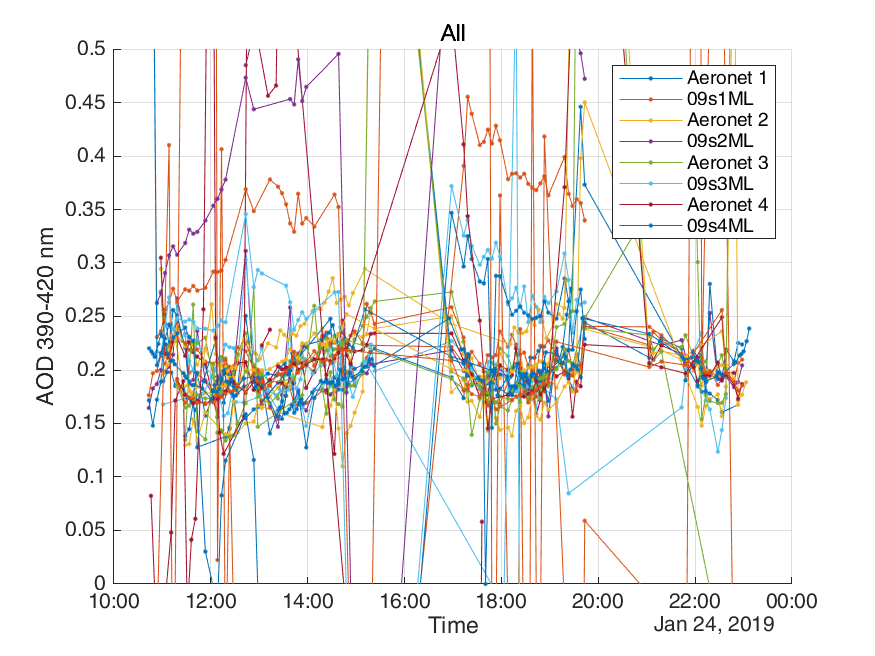 All
0.5
0.45
0.4
0.35
0.3
0.25
0.2
0.15
0.1
0.05
0
AOD 390-420 nm
10:00 12:00 14:00 16:00 18:00 20:00 22:00 00:00
Time
Jan 24, 2019
Aeronet 1
09s1ML
Aeronet 2
09s2ML
Aeronet 3
09s3ML
Aeronet 4
09s4ML